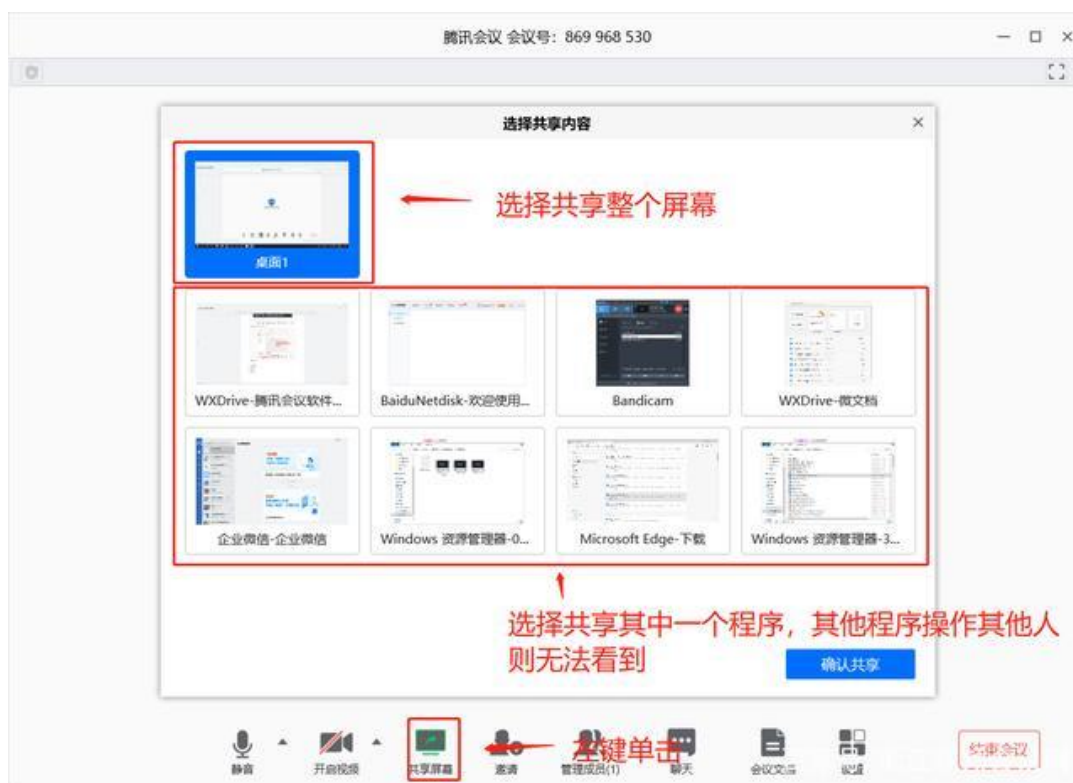 腾讯会议 会议号：869 968 530
选择共享内容
选择共享整个屏幕
桌面1
WXDrive-腾讯会议软件...
BaiduNetdisk-欢迎使用...
Bandicam
WXDrive-微文档
企业微信-企业微信
Windows 资源管理器-0...
Microsoft Edge-下载
Windows 资源管理器-3...
选择共享其中一个程序，其他程序操作其他人
则无法看到
确认共享
左键单击
静音
开启视频
共享屏幕
邀请
管理成员(1)
聊天
会议文档
设置
结束会议